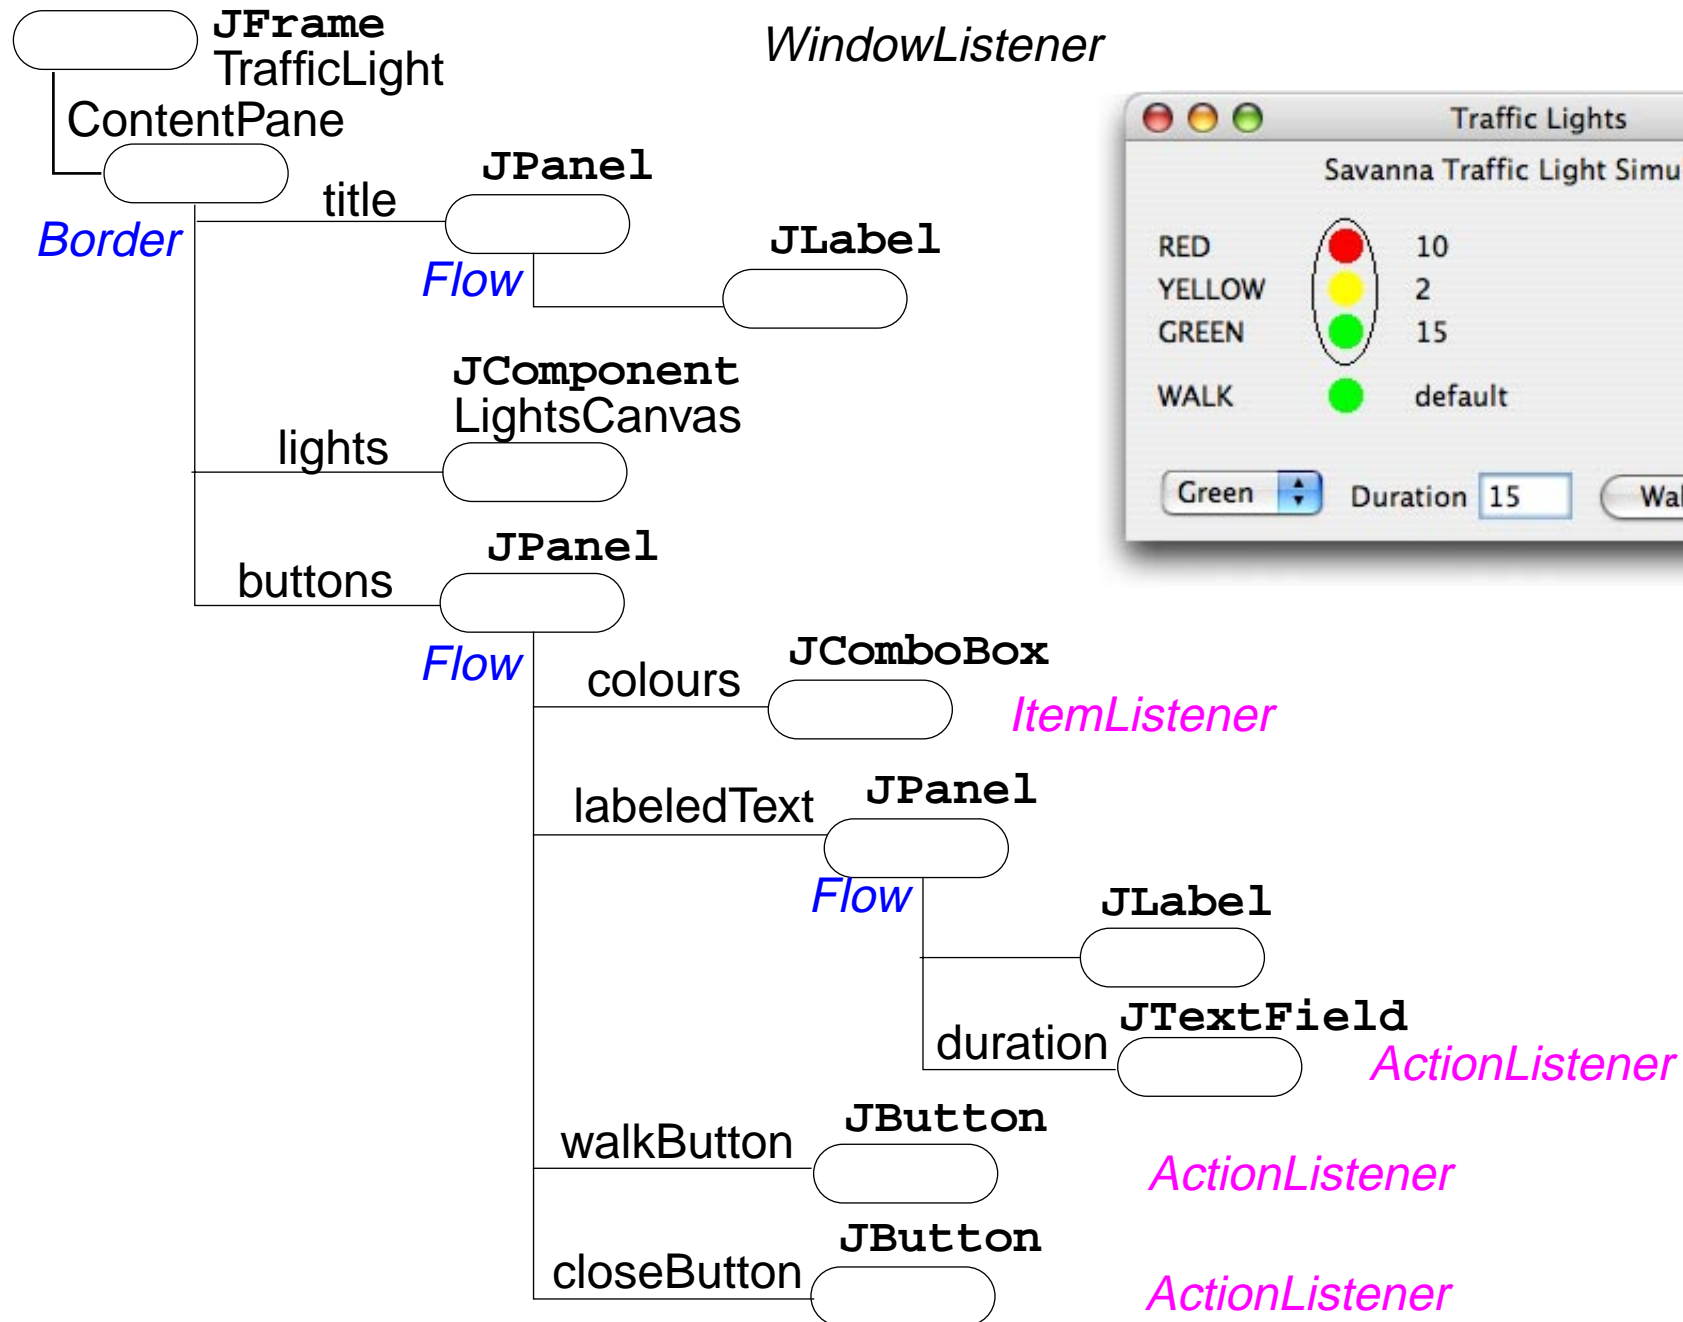 JFrame
TrafficLight
WindowListener
ContentPane
Border
title
JPanel
Flow
JLabel
JComponent
LightsCanvas
lights
JPanel
buttons
Flow
JComboBox
colours
ItemListener
JPanel
labeledText
Flow
JLabel
JTextField
duration
ActionListener
JButton
walkButton
ActionListener
JButton
closeButton
ActionListener
Traffic Lights
Savanna Traffic Light Simu
RED 10
YELLOW 2
GREEN 15
WALK default
Green Duration 15 Wal